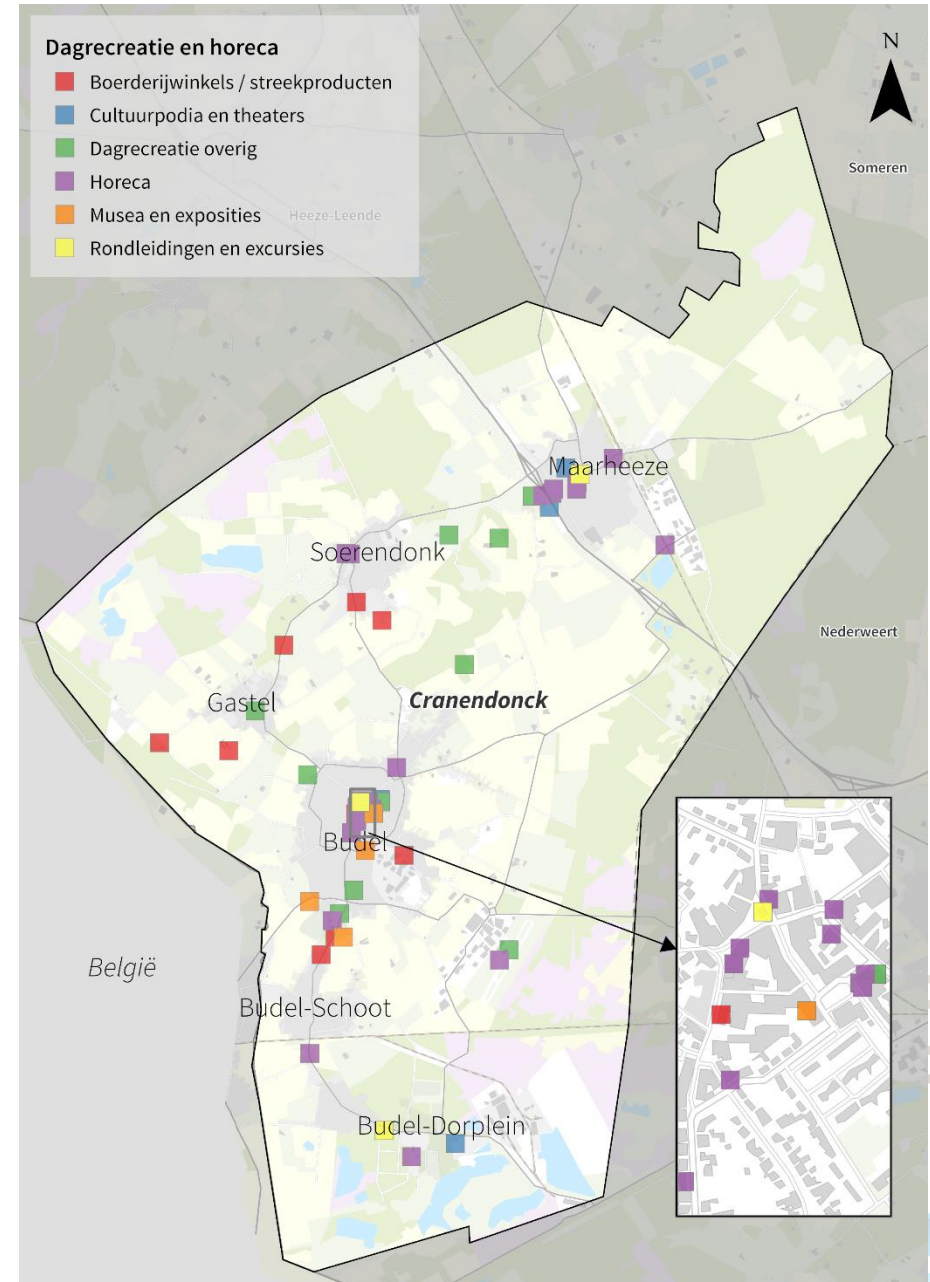 Dagrecreatie en horeca
Boerderijwinkels / streekproducten
Cultuurpodia en theaters
Dagrecreatie overig
Horeca
Musea en exposities
Rondleidingen en excursies
N
Someren
Heeze-Leende
Maarheeze
Soerendonk
Nederweert
Gastel
Cranendonck
Budel
België
Budel-Schoot
Budel-Dorplein